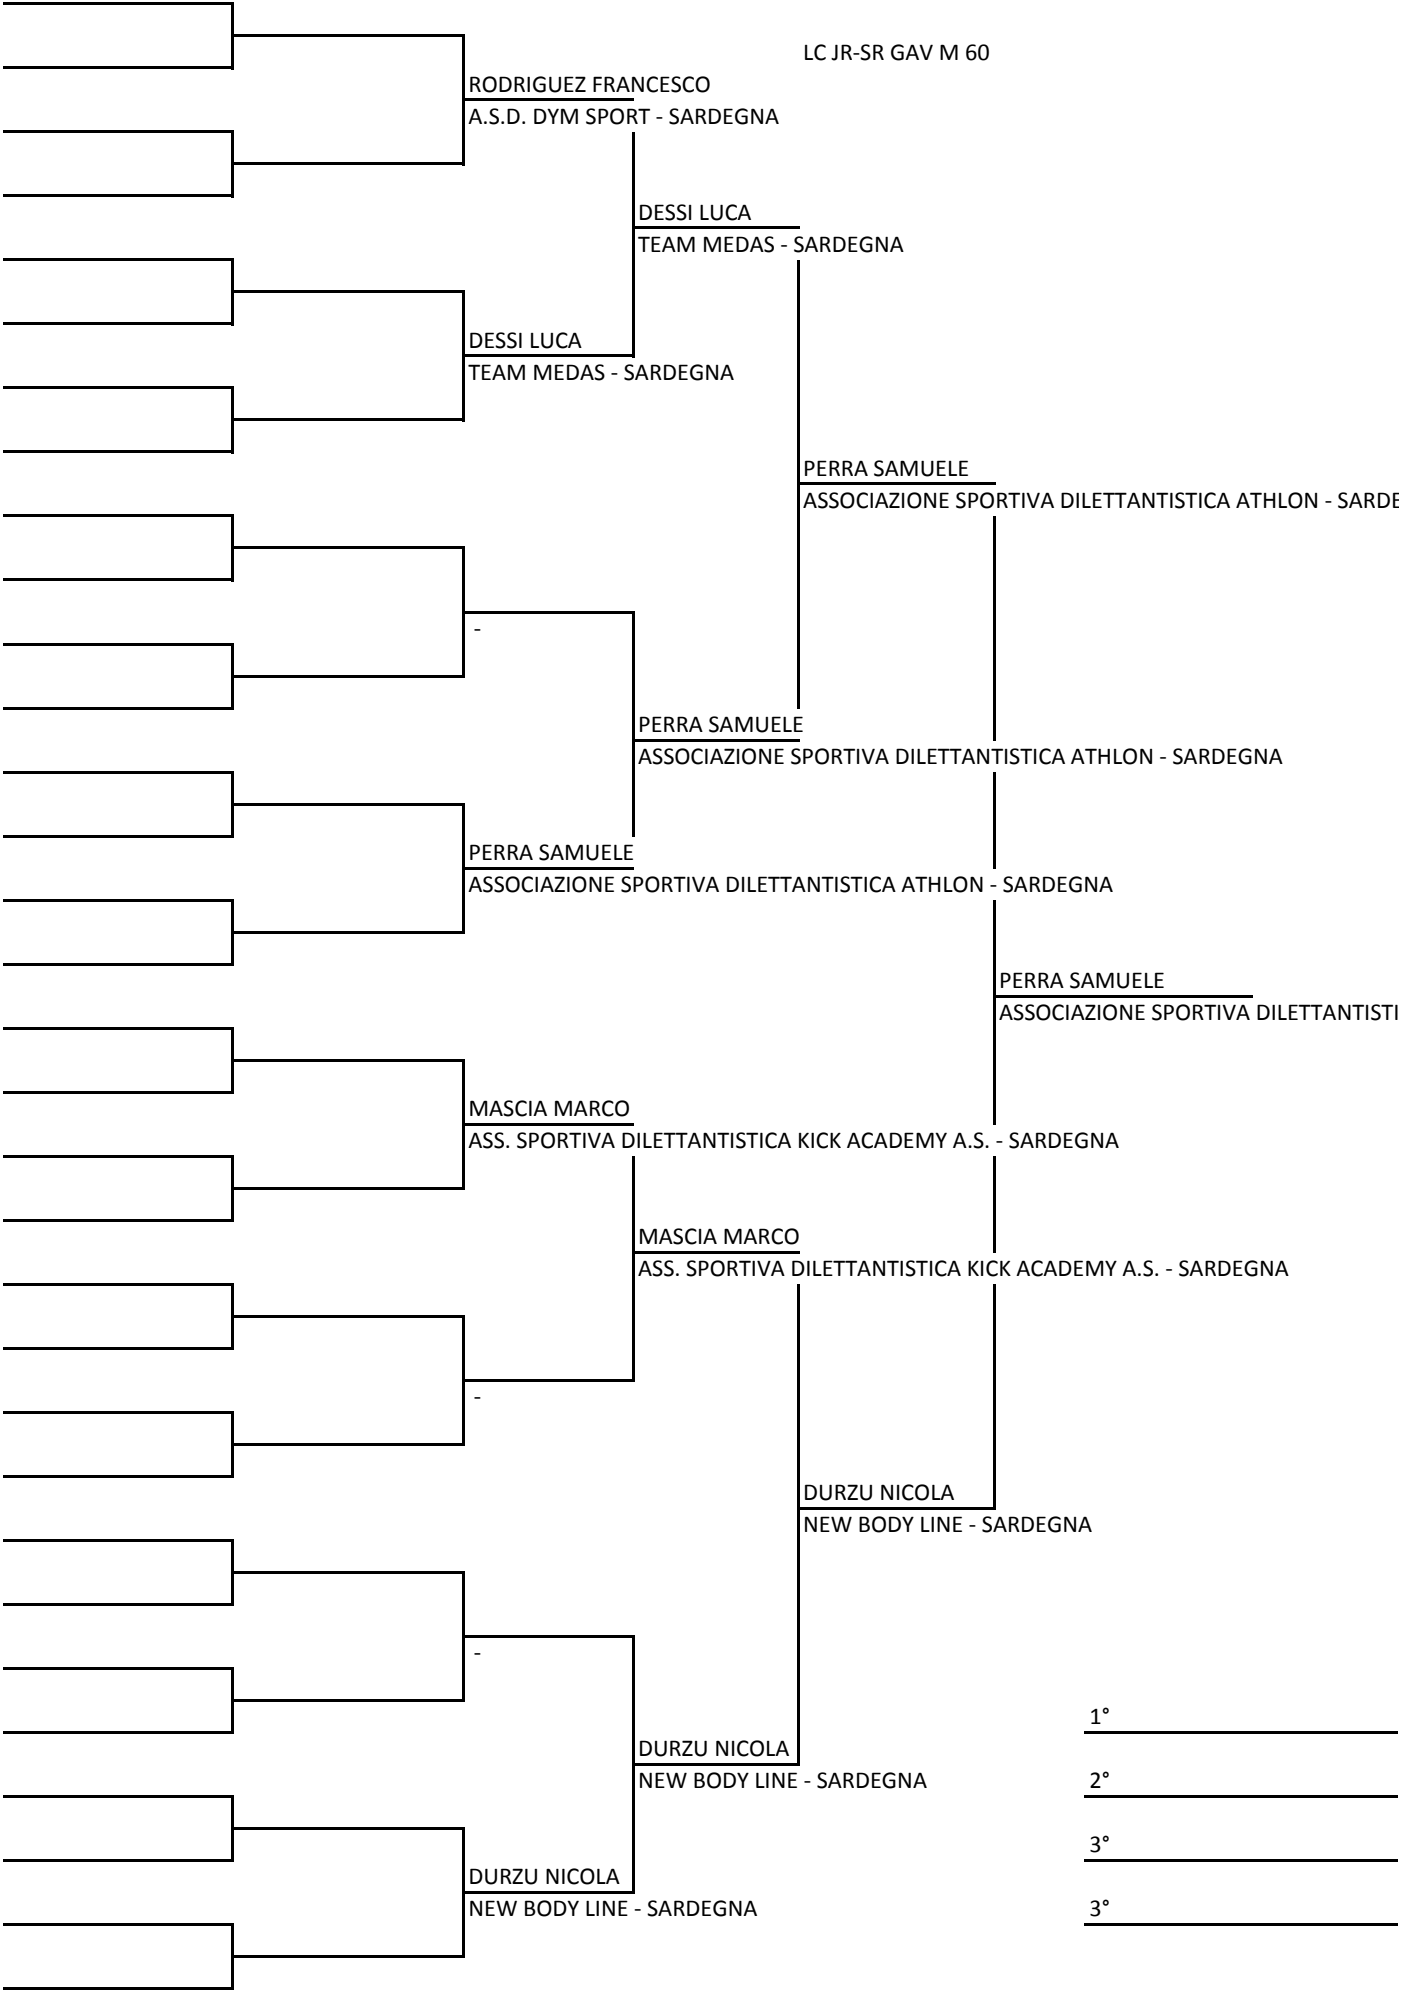 LC JR-SR GAV M 60
RODRIGUEZ FRANCESCO
A.S.D. DYM SPORT - SARDEGNA
DESSI LUCA
TEAM MEDAS - SARDEGNA
DESSI LUCA
TEAM MEDAS - SARDEGNA
PERRA SAMUELE
ASSOCIAZIONE SPORTIVA DILETTANTISTICA ATHLON - SARDE
-
PERRA SAMUELE
ASSOCIAZIONE SPORTIVA DILETTANTISTICA ATHLON - SARDEGNA
PERRA SAMUELE
ASSOCIAZIONE SPORTIVA DILETTANTISTICA ATHLON - SARDEGNA
PERRA SAMUELE
ASSOCIAZIONE SPORTIVA DILETTANTISTI
MASCIA MARCO
ASS. SPORTIVA DILETTANTISTICA KICK ACADEMY A.S. - SARDEGNA
MASCIA MARCO
ASS. SPORTIVA DILETTANTISTICA KICK ACADEMY A.S. - SARDEGNA
-
DURZU NICOLA
NEW BODY LINE - SARDEGNA
-
1°
DURZU NICOLA
NEW BODY LINE - SARDEGNA
2°
3°
DURZU NICOLA
NEW BODY LINE - SARDEGNA
3°